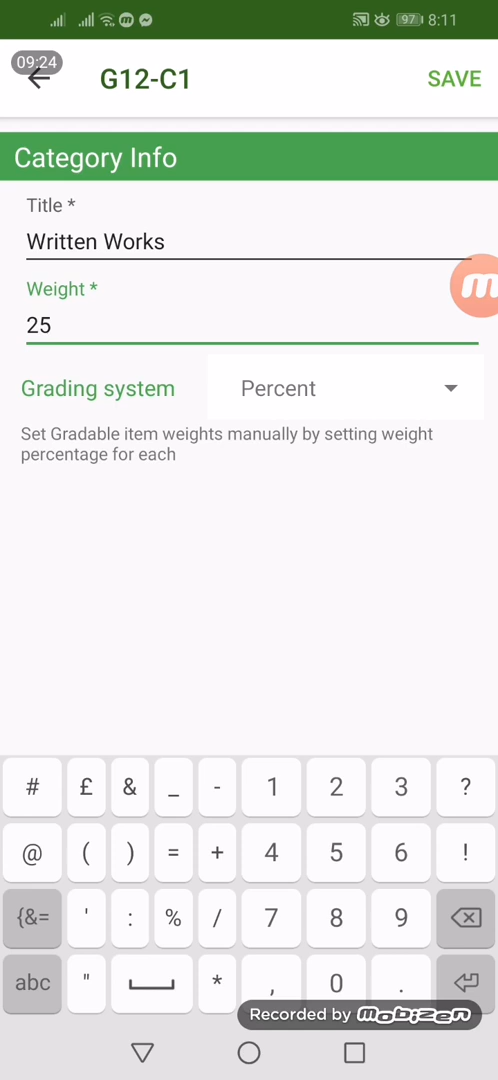 97 8:11
09:24
G12-C1
SAVE
Category Info
Title *
Written Works
Weight *
25
Grading system
Percent
Set Gradable item weights manually by setting weight
percentage for each
# £ & _ - 1 2 3 ?
@ ( ) = + 4 5 6 !
{&= ' : % / 7 8 9
abc " * , 0 .
Recorded by mobizen